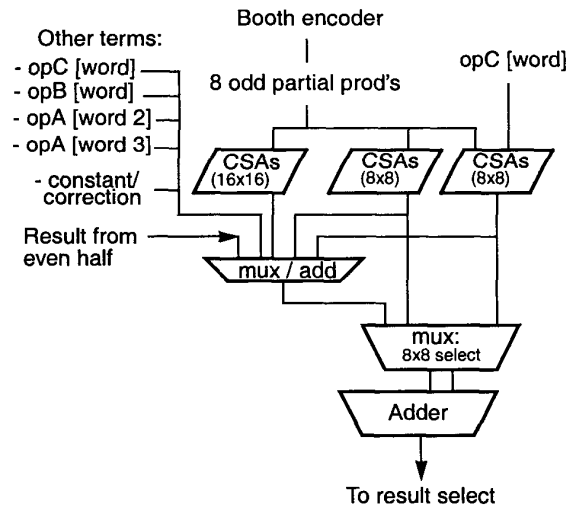 Booth encoder
Other terms:
- opC [word]
- opB [word]
- opA [word 2]
- opA [word 3]
- constant/
correction
8 odd partial prod's
opC [word]
CSAs
(16x16)
CSAs
(8x8)
CSAs
(8x8)
Result from
even half
mux / add
mux:
8x8 select
Adder
To result select